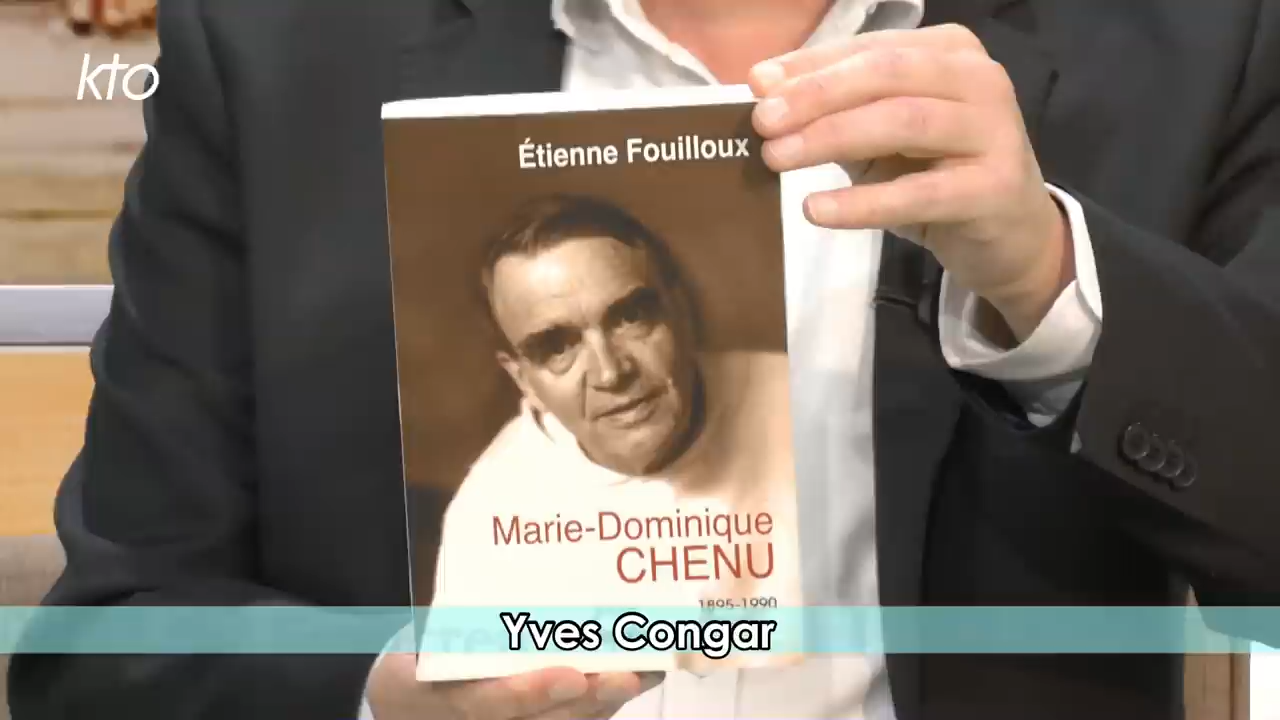 kto
Étienne Fouilloux
Marie-Dominique
CHENU
1895-1990
Yves Congar